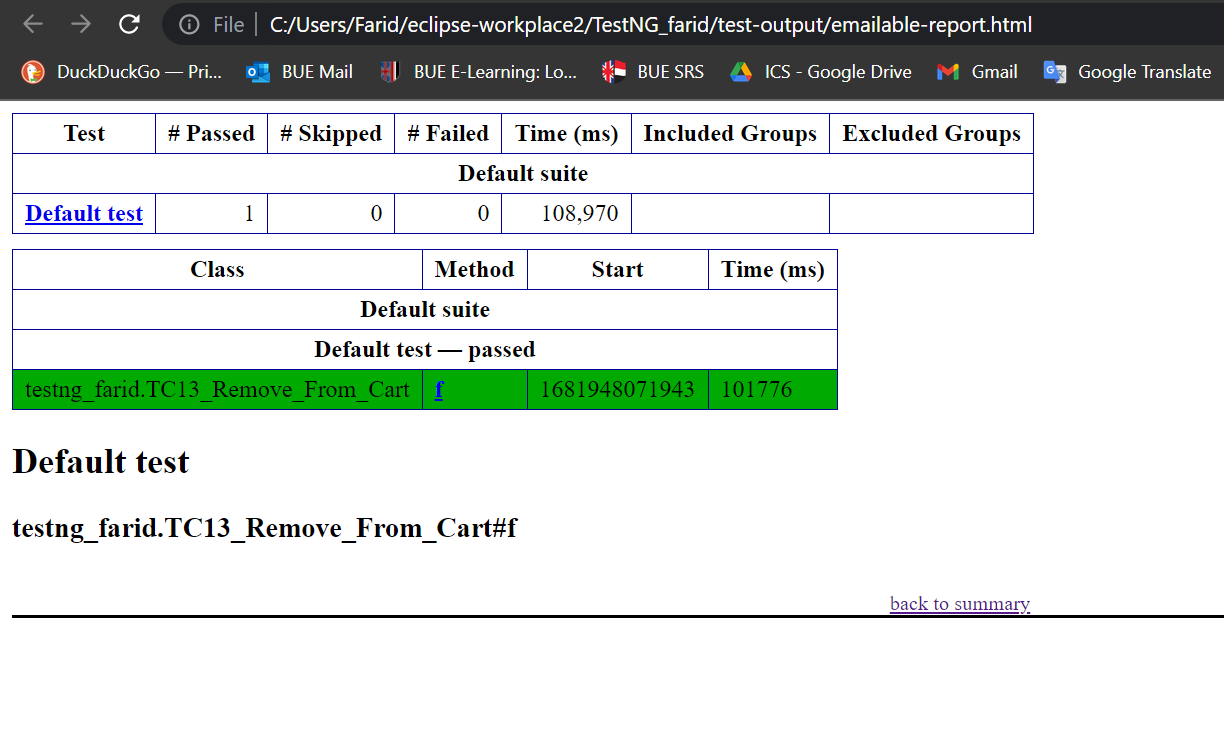 File C:/Users/Farid/eclipse-workplace2/TestNG_farid/test-output/emailable-report.html
DuckDuckGo — Pri... BUE Mail BUE E-Learning: Lo... BUE SRS ICS - Google Drive Gmail Google Translate
Test # Passed # Skipped # Failed Time (ms) Included Groups Excluded Groups
Default suite
Default test 1 0 0 108,970
Class Method Start Time (ms)
Default suite
Default test — passed
testng_farid.TC13_Remove_From_Cart f 1681948071943 101776
Default test
testng_farid.TC13_Remove_From_Cart#f
back to summary